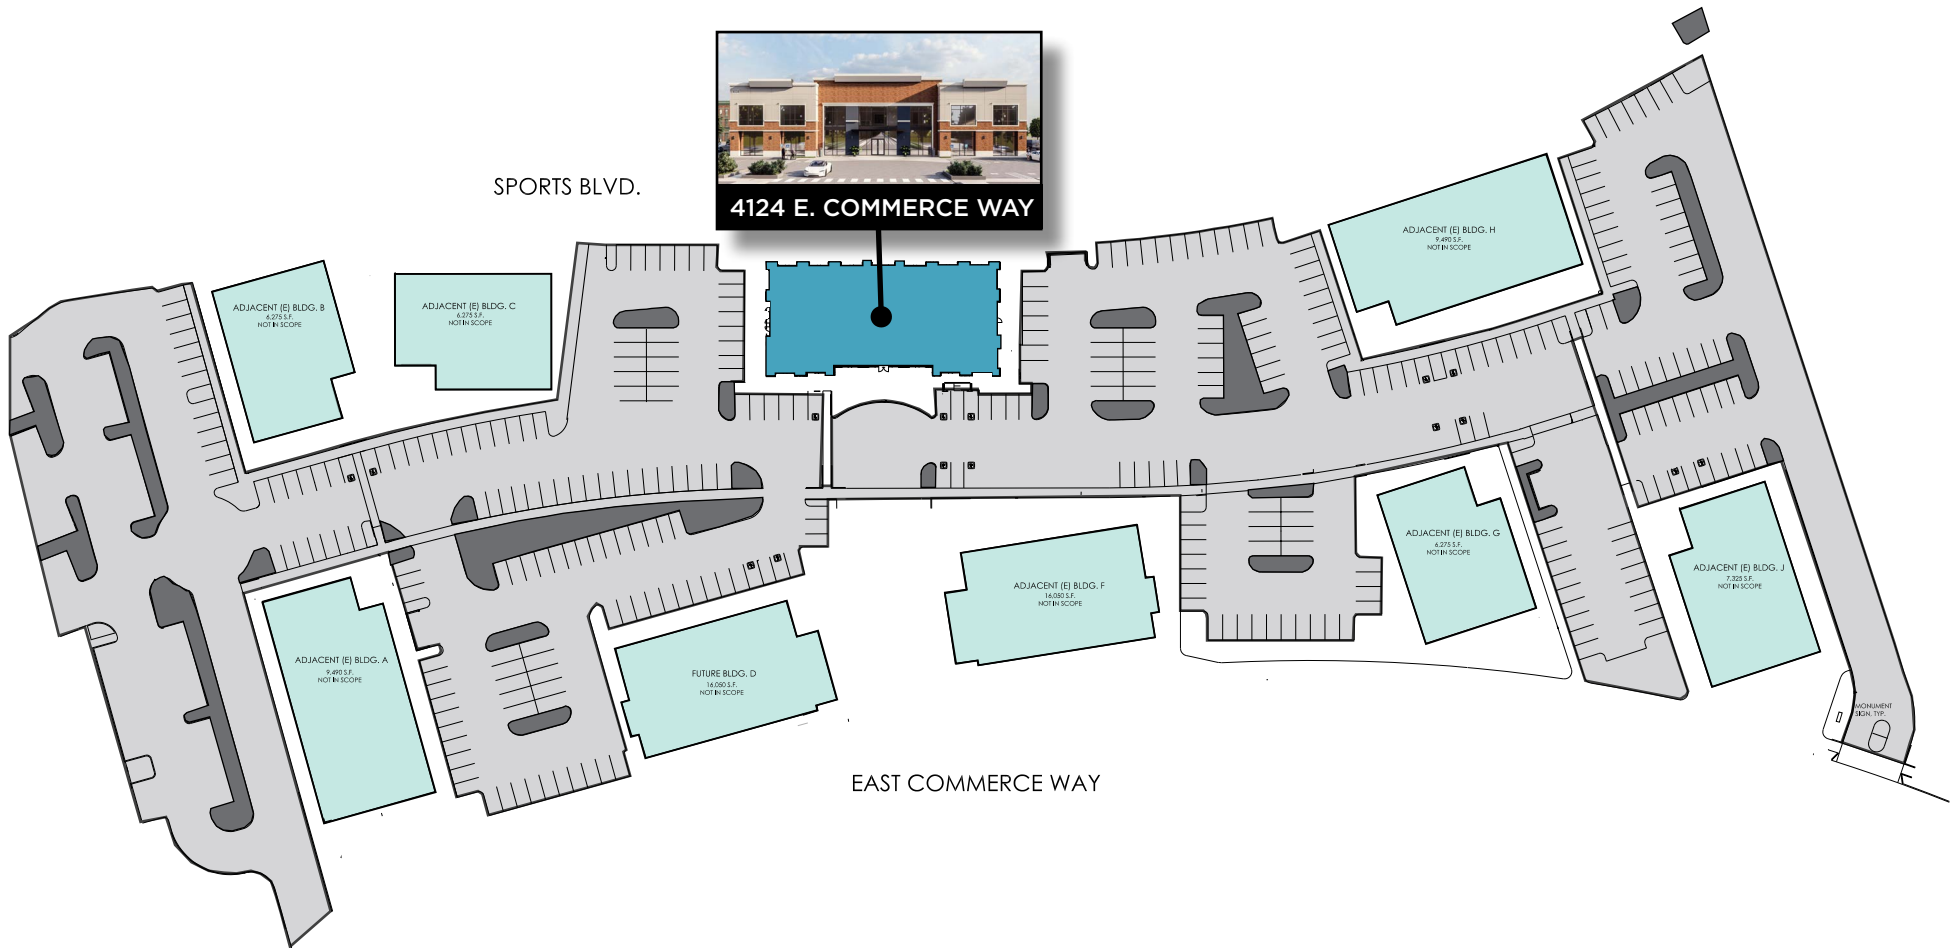 4124 E. COMMERCE WAY
SPORTS BLVD.
ADJACENT (E) BLDG. H
9,490 S.F.
NOT IN SCOPE
ADJACENT (E) BLDG. B
6,275 S.F.
NOT IN SCOPE
ADJACENT (E) BLDG. C
6,275 S.F.
NOT IN SCOPE
ADJACENT (E) BLDG. G
6,275 S.F.
NOT IN SCOPE
ADJACENT (E) BLDG. J
7,325 S.F.
NOT IN SCOPE
ADJACENT (E) BLDG. F
16,050 S.F.
NOT IN SCOPE
ADJACENT (E) BLDG. A
9,490 S.F.
NOT IN SCOPE
FUTURE BLDG. D
16,050 S.F.
NOT IN SCOPE
MONUMENT
SIGN, TYP.
EAST COMMERCE WAY